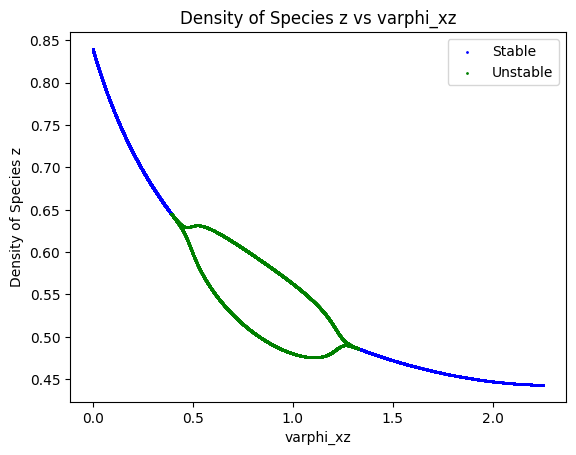 Density of Species z vs varphi_xz
Stable
Unstable
Density of Species z
0.85
0.80
0.75
0.70
0.65
0.60
0.55
0.50
0.45
0.0 0.5 1.0 1.5 2.0
varphi_xz